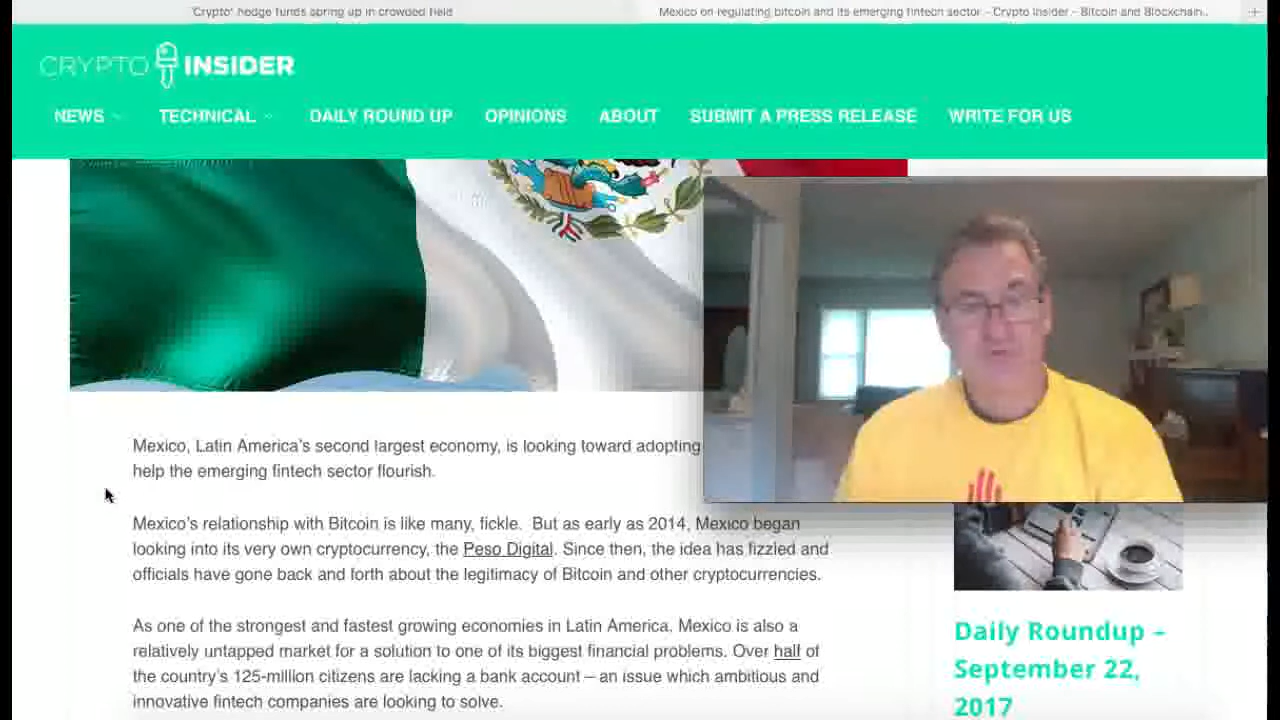 'Crypto' hedge funds spring up in crowded field
Mexico on regulating bitcoin and its emerging fintech sector - Crypto Insider - Bitcoin and Blockchain...
CRYPTO INSIDER
NEWS TECHNICAL DAILY ROUND UP OPINIONS ABOUT SUBMIT A PRESS RELEASE WRITE FOR US
Mexico, Latin America's second largest economy, is looking toward adopting
help the emerging fintech sector flourish.
Mexico's relationship with Bitcoin is like many, fickle. But as early as 2014, Mexico began
looking into its very own cryptocurrency, the Peso Digital. Since then, the idea has fizzled and
officials have gone back and forth about the legitimacy of Bitcoin and other cryptocurrencies.
As one of the strongest and fastest growing economies in Latin America. Mexico is also a
relatively untapped market for a solution to one of its biggest financial problems. Over half of
the country's 125-million citizens are lacking a bank account – an issue which ambitious and
innovative fintech companies are looking to solve.
Daily Roundup –
September 22,
2017